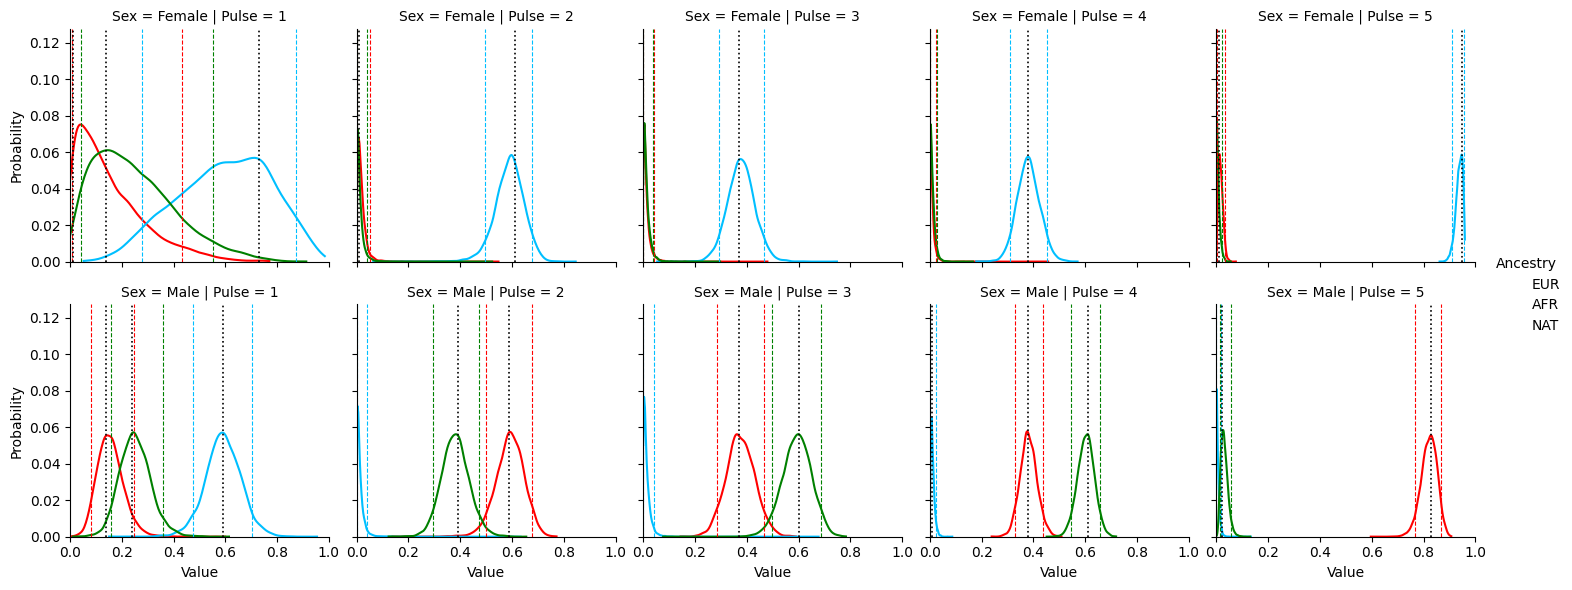 Sex = Female | Pulse = 1
Sex = Female | Pulse = 2
Sex = Female | Pulse = 3
Sex = Female | Pulse = 4
Sex = Female | Pulse = 5
0.12
0.10
0.08
0.06
0.04
0.02
0.00
Probability
Ancestry
EUR
AFR
NAT
Sex = Male | Pulse = 1
Sex = Male | Pulse = 2
Sex = Male | Pulse = 3
Sex = Male | Pulse = 4
Sex = Male | Pulse = 5
0.12
0.10
0.08
0.06
0.04
0.02
0.00
Probability
0.0 0.2 0.4 0.6 0.8 1.0
0.2 0.4 0.6 0.8 1.0
0.2 0.4 0.6 0.8 1.0
0.2 0.4 0.6 0.8 1.0
0.2 0.4 0.6 0.8 1.0
0.0
0.0
0.0
0.0
Value
Value
Value
Value
Value